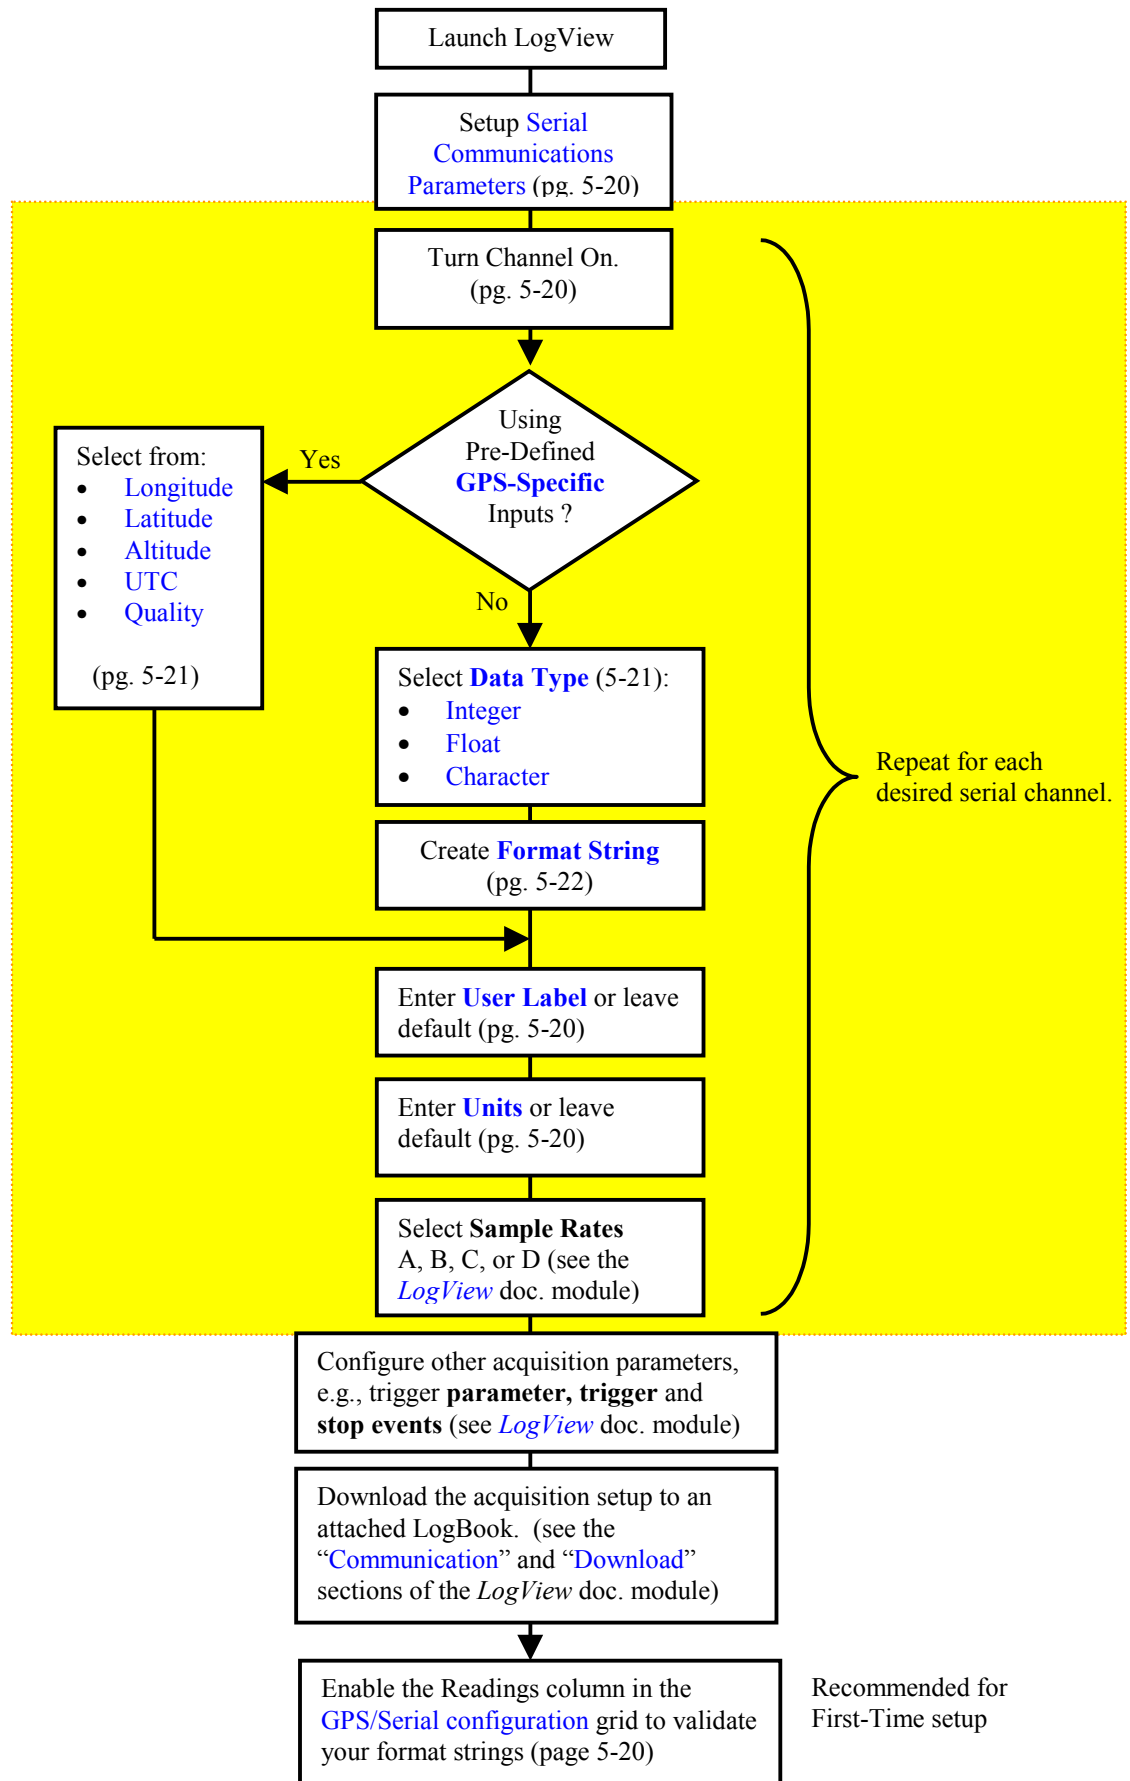 Launch LogView
Setup Serial
Communications
Parameters (pg. 5-20)
Turn Channel On.
(pg. 5-20)
Using
Pre-Defined
GPS-Specific
Inputs ?
Yes
Select from:
• Longitude
• Latitude
• Altitude
• UTC
• Quality
(pg. 5-21)
No
Select Data Type (5-21):
• Integer
• Float
• Character
Create Format String
(pg. 5-22)
Repeat for each
desired serial channel.
Enter User Label or leave
default (pg. 5-20)
Enter Units or leave
default (pg. 5-20)
Select Sample Rates
A, B, C, or D (see the
LogView doc. module)
Configure other acquisition parameters,
e.g., trigger parameter, trigger and
stop events (see LogView doc. module)
Download the acquisition setup to an
attached LogBook.  (see the
“Communication” and “Download”
sections of the LogView doc. module)
Enable the Readings column in the
GPS/Serial configuration grid to validate
your format strings (page 5-20)
Recommended for
First-Time setup